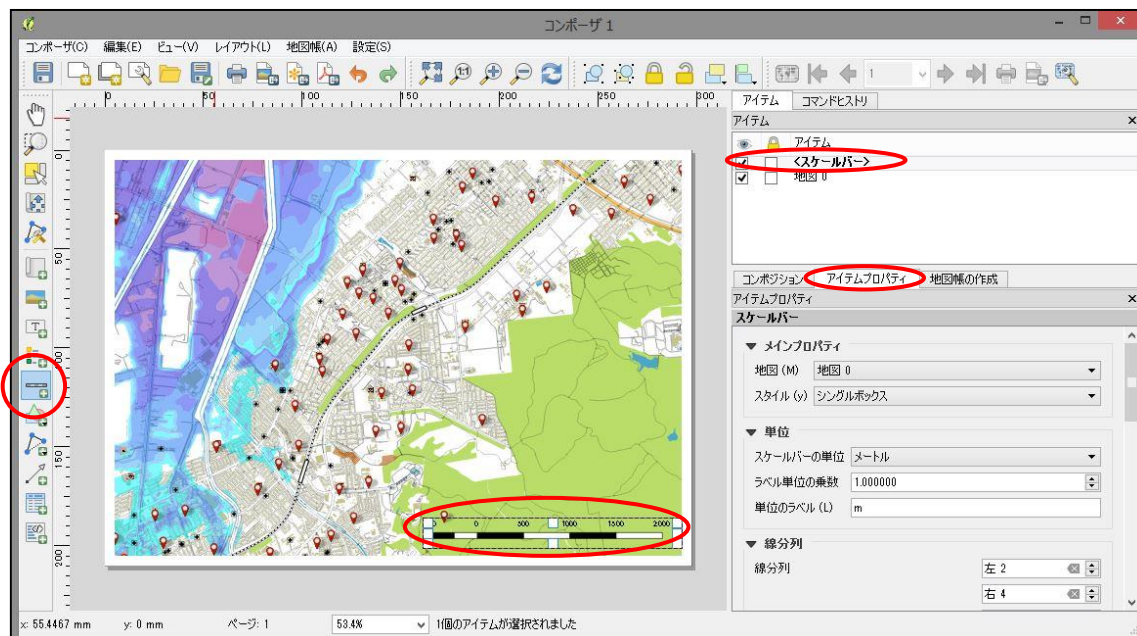 コンポーザ 1
コンポーザ(C) 編集(E) ビュー(V) レイアウト(L) 地図帳(A) 設定(S)
1:1
1
0 50 100 150 200 250 300
アイテム コマンドヒストリ
アイテム
アイテム
<スケールバー>
地図 0
コンポジション アイテムプロパティ 地図帳の作成
アイテムプロパティ
スケールバー
▼ メインプロパティ
地図 (M) 地図 0
スタイル (y) シングルボックス
▼ 単位
スケールバーの単位 メートル
ラベル単位の乗数 1.000000
単位のラベル (L) m
▼ 線分列
線分列 左 2
右 4
0
50
100
150
200
0 500 1000 1500 2000
x: 55.4467 mm y: 0 mm ページ: 1 53.4% 1個のアイテムが選択されました